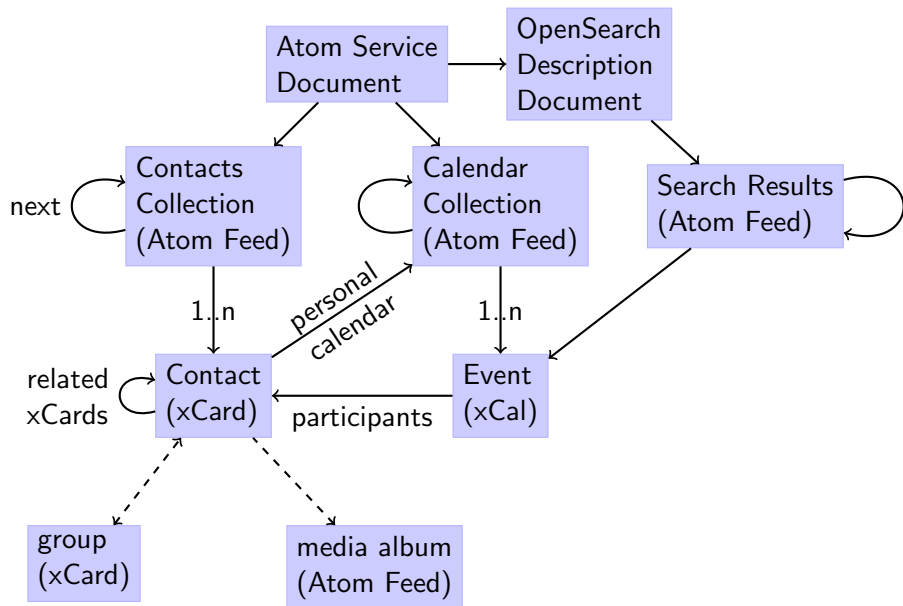 Atom Service
Document
OpenSearch
Description
Document
Contacts
Collection
(Atom Feed)
next
Calendar
Collection
(Atom Feed)
Search Results
(Atom Feed)
1..n
personal
calendar
1..n
related
xCards
Contact
(xCard)
participants
Event
(xCal)
group
(xCard)
media album
(Atom Feed)